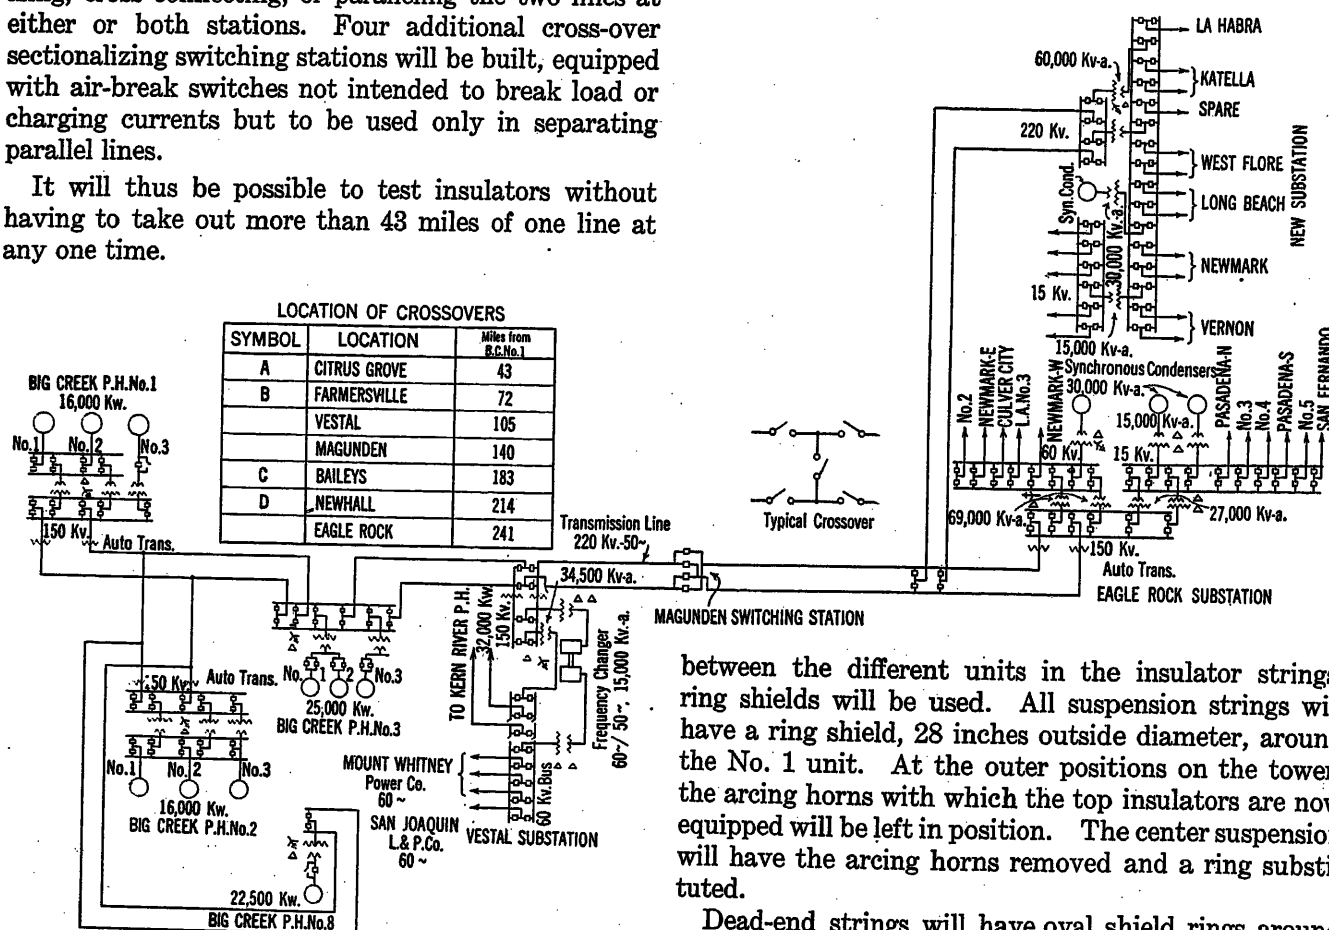 either or both stations. Four additional cross-over
sectionalizing switching stations will be built, equipped
with air-break switches not intended to break load or
charging currents but to be used only in separating
parallel lines.
It will thus be possible to test insulators without
having to take out more than 43 miles of one line at
any one time.
LOCATION OF CROSSOVERS
SYMBOL LOCATION Miles from B.C.No.1
A CITRUS GROVE 43
B FARMERSVILLE 72
VESTAL 105
MAGUNDEN 140
C BAILEYS 183
D NEWHALL 214
EAGLE ROCK 241
BIG CREEK P.H.No.1
16,000 Kw.
No.1 No.2 No.3
150 Kv.
Auto Trans.
.50 Kv. Auto Trans.
No.1 No.2 No.3
16,000 Kw.
BIG CREEK P.H.No.2
No. 1 2 No.3
25,000 Kw.
BIG CREEK P.H.No.3
22,500 Kw.
BIG CREEK P.H.No.8
TO KERN RIVER P.H.
32,000 Kw.
150 Kv.
34,500 Kv-a.
Frequency Changer
60~/50~, 15,000 Kv.-a.
60 Kv.Bus
MOUNT WHITNEY
Power Co.
60 ~
SAN JOAQUIN
L.& P.Co.
60 ~
VESTAL SUBSTATION
Transmission Line
220 Kv.-50~
MAGUNDEN SWITCHING STATION
Typical Crossover
LA HABRA
60,000 Kv-a.
KATELLA
SPARE
220 Kv.
WEST FLORE
Syn.Cond.
LONG BEACH
NEW SUBSTATION
30,000 Kv.a.
NEWMARK
15 Kv.
VERNON
15,000 Kv-a.
Synchronous Condensers
30,000 Kv-a.
15,000 Kv-a.
No.2
NEWMARK-E
CULVER CITY
L.A.No.3
NEWMARK-W
60 Kv.
15 Kv.
PASADENA-N
No.3
No.4
PASADENA-S
No.5
SAN FERNANDO
69,000 Kv-a.
27,000 Kv-a.
150 Kv.
Auto Trans.
EAGLE ROCK SUBSTATION
between the different units in the insulator strings
ring shields will be used. All suspension strings wi
have a ring shield, 28 inches outside diameter, aroun
the No. 1 unit. At the outer positions on the tower
the arcing horns with which the top insulators are no
equipped will be left in position. The center suspension
will have the arcing horns removed and a ring substi
tuted.
Dead-end strings will have oval shield rings around